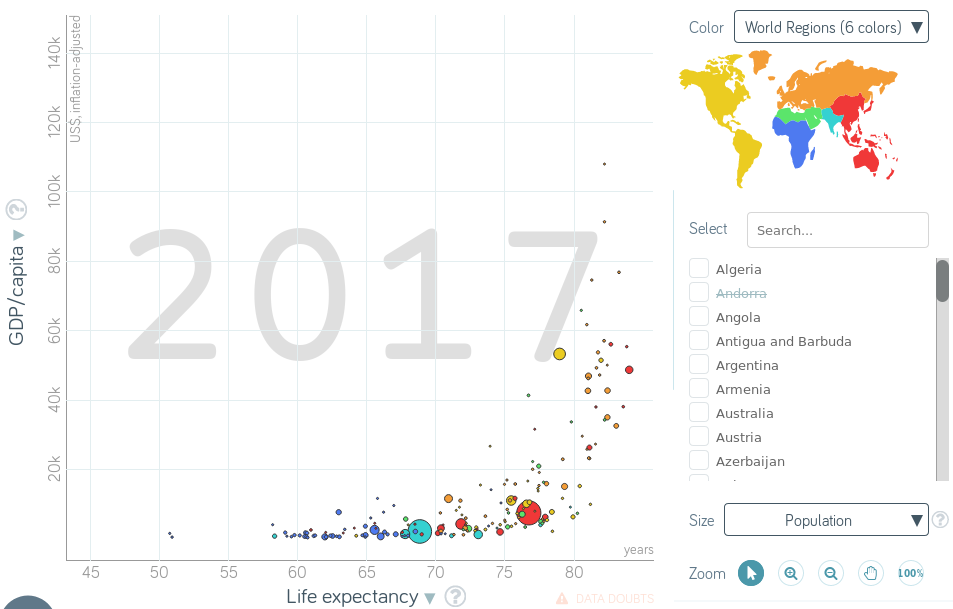 Color
World Regions (6 colors) ▼
140k
120k
100k
80k
60k
40k
20k
US$, inflation-adjusted
GDP/capita ▼
?
2017
years
45
50
55
60
65
70
75
80
Life expectancy ▼ ?
DATA DOUBTS
Select
Search...
Algeria
Andorra
Angola
Antigua and Barbuda
Argentina
Armenia
Australia
Austria
Azerbaijan
Size
Population ▼
?
Zoom
100%